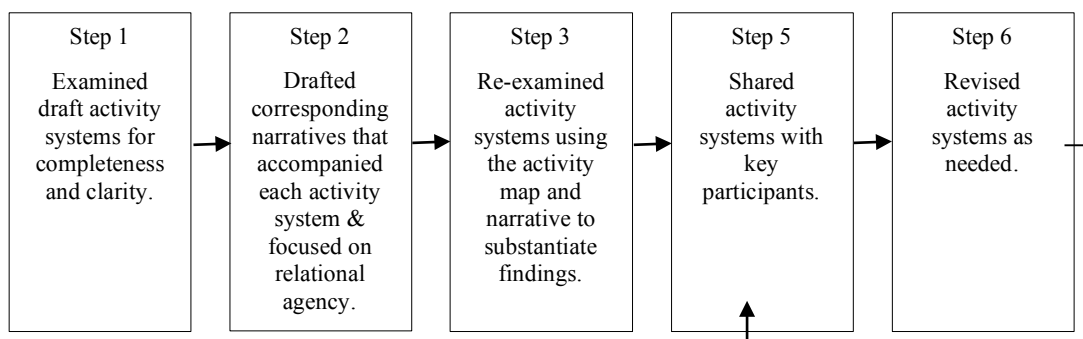 Step 1
Examined
draft activity
systems for
completeness
and clarity.
Step 2
Drafted
corresponding
narratives that
accompanied
each activity
system &
focused on
relational
agency.
Step 3
Re-examined
activity
systems using
the activity
map and
narrative to
substantiate
findings.
Step 5
Shared
activity
systems with
key
participants.
Step 6
Revised
activity
systems as
needed.